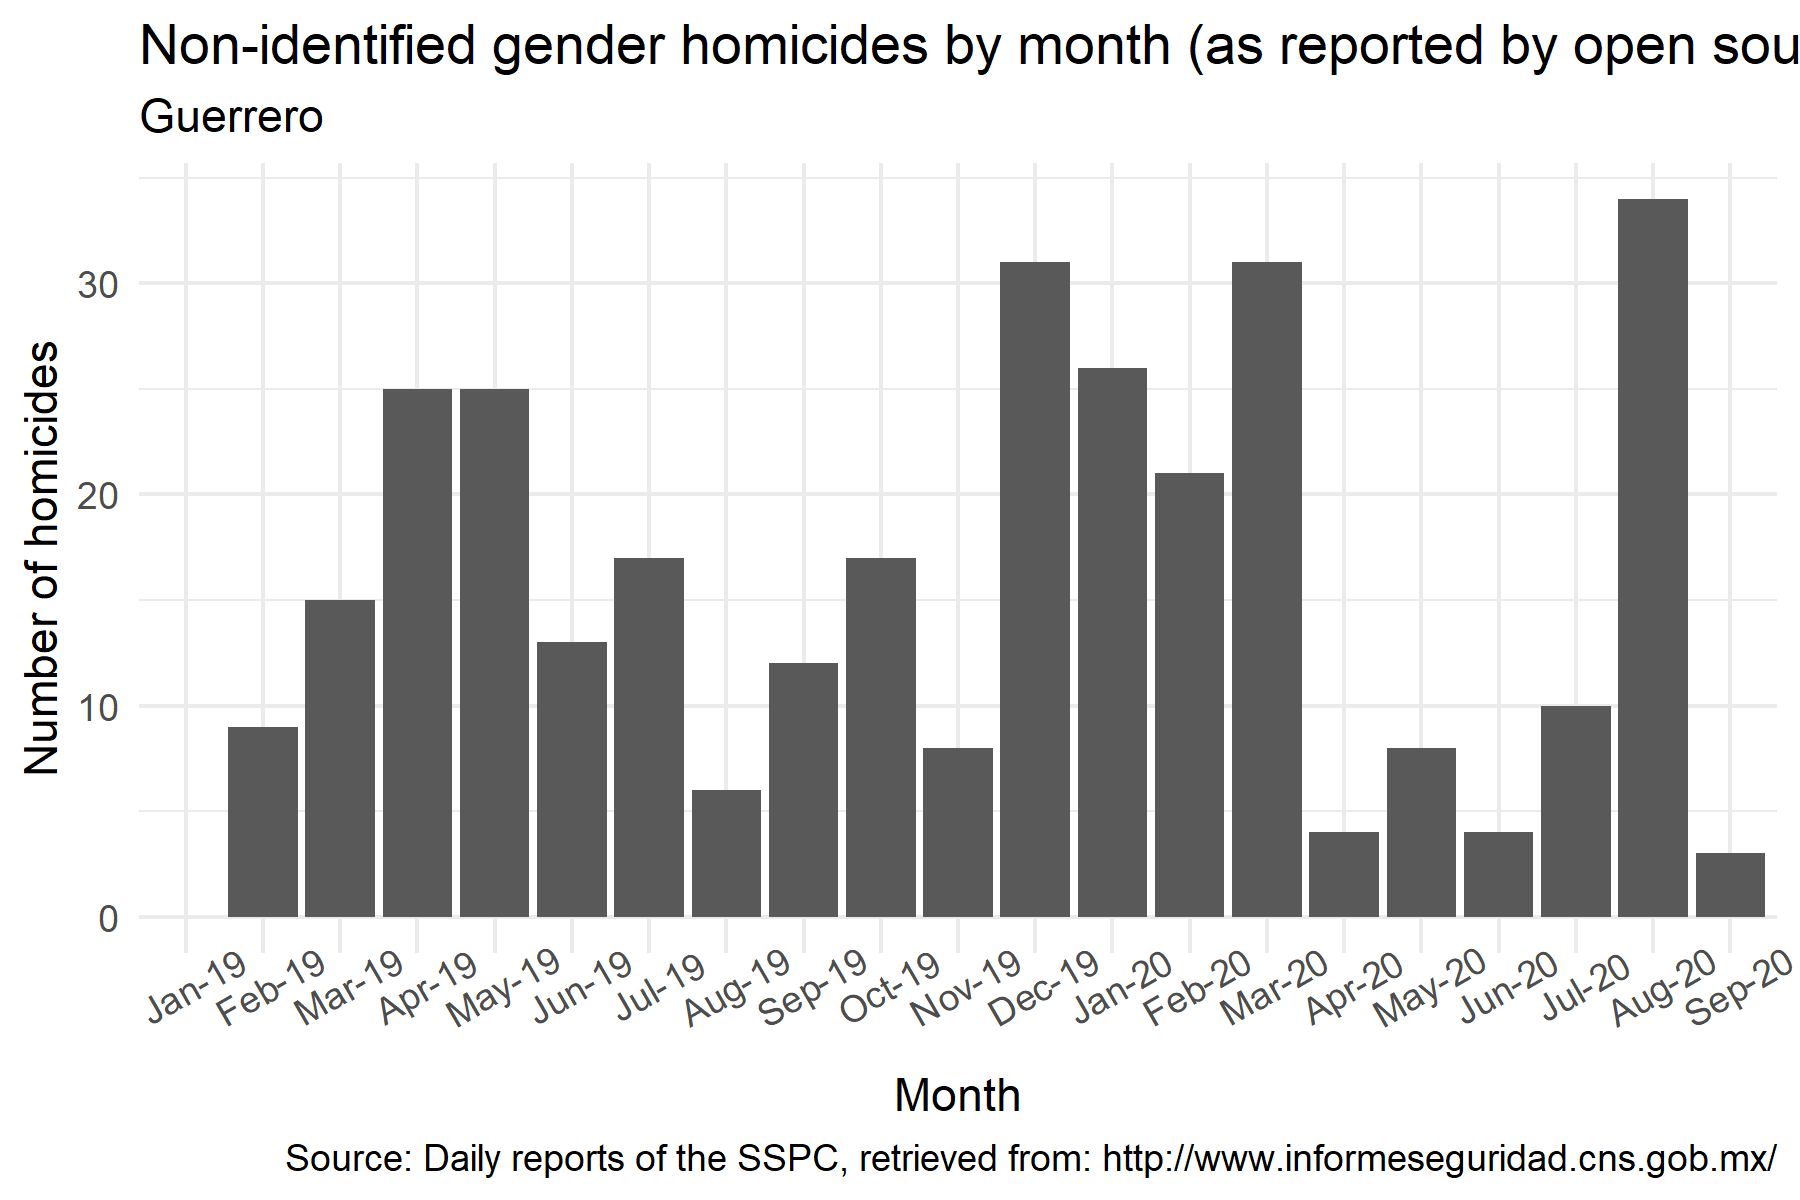 Non-identified gender homicides by month (as reported by open sou
Guerrero
Number of homicides
30
20
10
0
Jan-19
Feb-19
Mar-19
Apr-19
May-19
Jun-19
Jul-19
Aug-19
Sep-19
Oct-19
Nov-19
Dec-19
Jan-20
Feb-20
Mar-20
Apr-20
May-20
Jun-20
Jul-20
Aug-20
Sep-20
Month
Source: Daily reports of the SSPC, retrieved from: http://www.informeseguridad.cns.gob.mx/